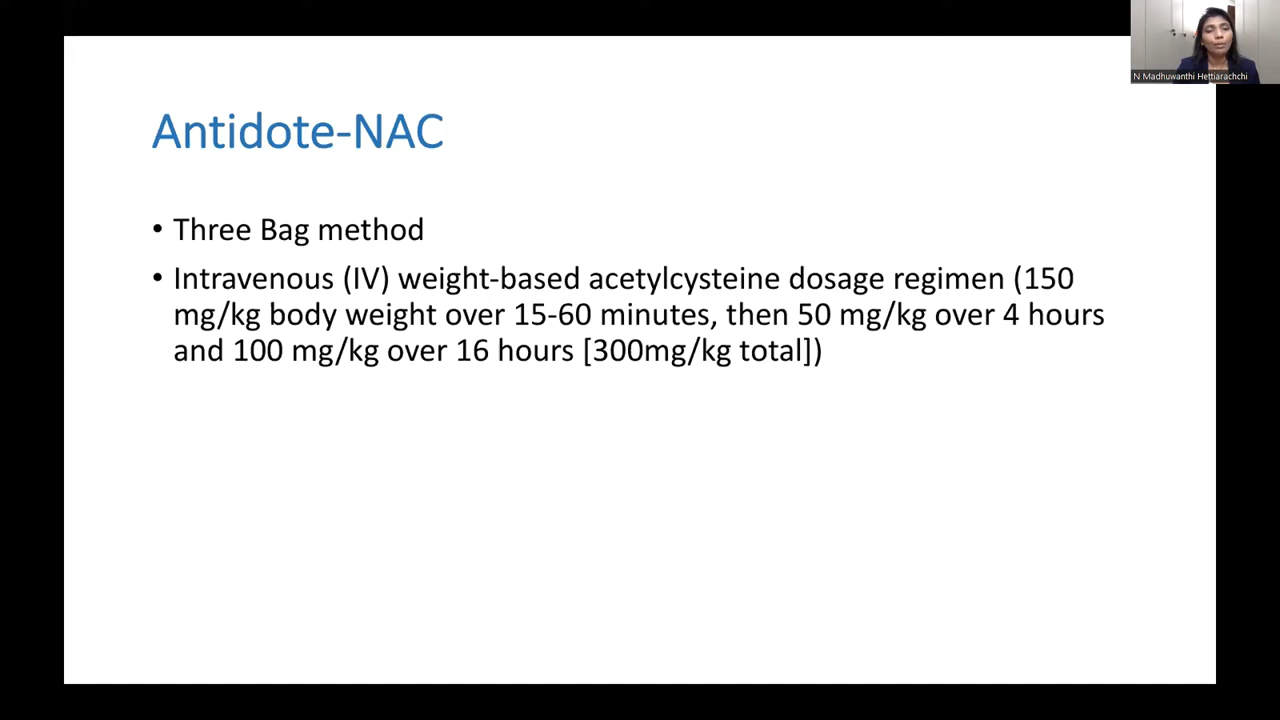 N Madhuwanthi Hettiarachchi
Antidote-NAC
• Three Bag method
• Intravenous (IV) weight-based acetylcysteine dosage regimen (150
mg/kg body weight over 15-60 minutes, then 50 mg/kg over 4 hours
and 100 mg/kg over 16 hours [300mg/kg total])